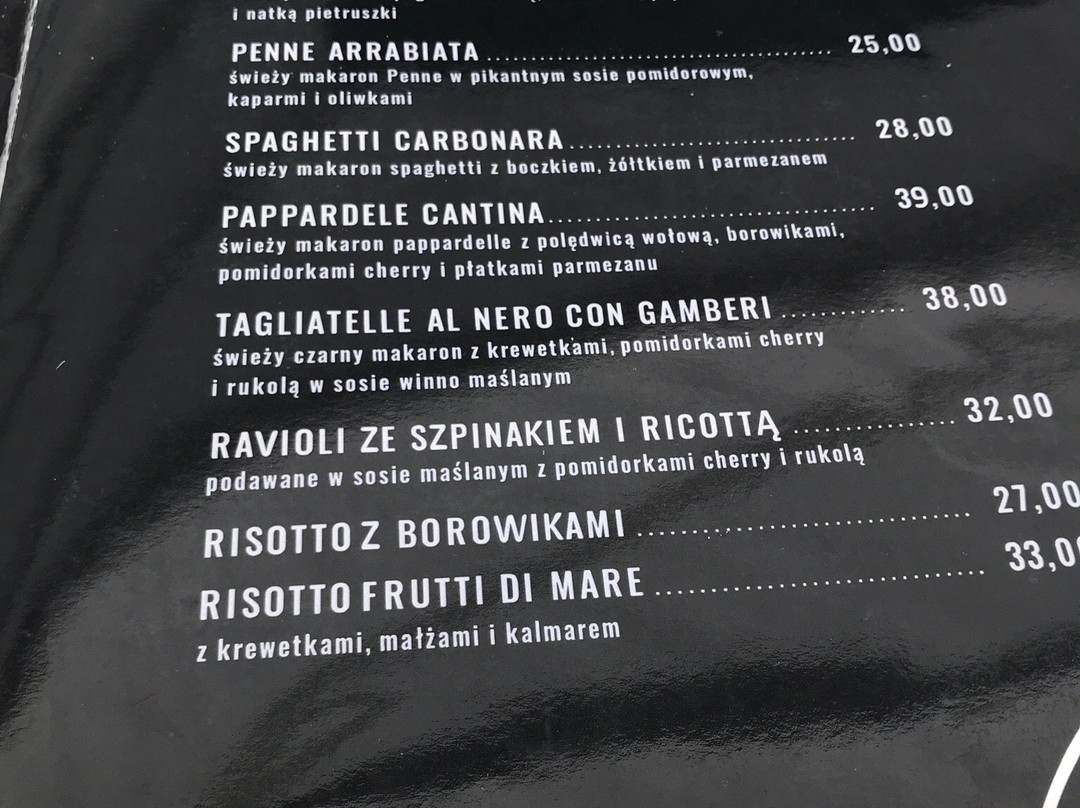 i natką pietruszki
PENNE ARRABIATA........................................ 25,00
świeży makaron Penne w pikantnym sosie pomidorowym,
kaparmi i oliwkami
SPAGHETTI CARBONARA................................. 28,00
świeży makaron spaghetti z boczkiem, żółtkiem i parmezanem
PAPPARDELE CANTINA..................................... 39,00
świeży makaron pappardelle z polędwicą wołową, borowikami,
pomidorkami cherry i płatkami parmezanu
TAGLIATELLE AL NERO CON GAMBERI............. 38,00
świeży czarny makaron z krewetkami, pomidorkami cherry
i rukolą w sosie winno maślanym
RAVIOLI ZE SZPINAKIEM I RICOTTĄ................ 32,00
podawane w sosie maślanym z pomidorkami cherry i rukolą
RISOTTO Z BOROWIKAMI................................. 27,00
RISOTTO FRUTTI DI MARE................................ 33,00
z krewetkami, małżami i kalmarem